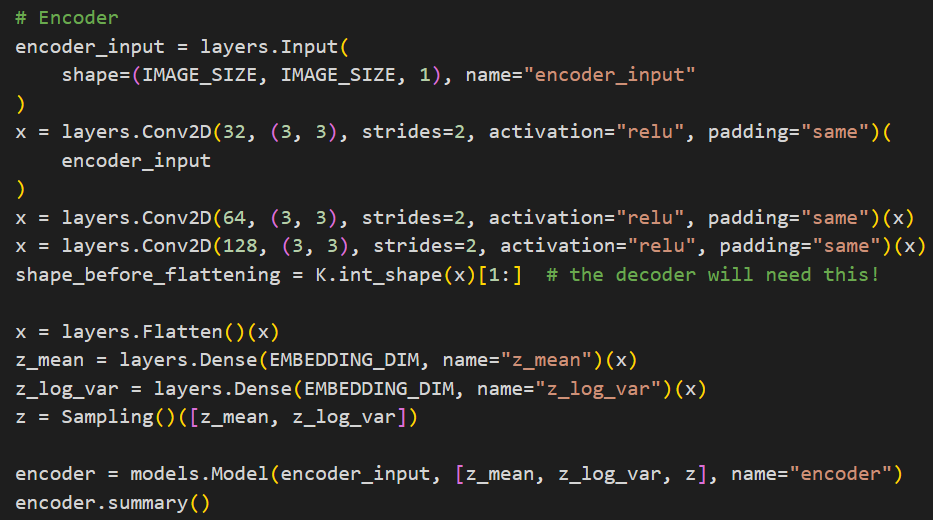 # Encoder
encoder_input = layers.Input(
    shape=(IMAGE_SIZE, IMAGE_SIZE, 1), name="encoder_input"
)
x = layers.Conv2D(32, (3, 3), strides=2, activation="relu", padding="same")(
    encoder_input
)
x = layers.Conv2D(64, (3, 3), strides=2, activation="relu", padding="same")(x)
x = layers.Conv2D(128, (3, 3), strides=2, activation="relu", padding="same")(x)
shape_before_flattening = K.int_shape(x)[1:]  # the decoder will need this!

x = layers.Flatten()(x)
z_mean = layers.Dense(EMBEDDING_DIM, name="z_mean")(x)
z_log_var = layers.Dense(EMBEDDING_DIM, name="z_log_var")(x)
z = Sampling()([z_mean, z_log_var])

encoder = models.Model(encoder_input, [z_mean, z_log_var, z], name="encoder")
encoder.summary()